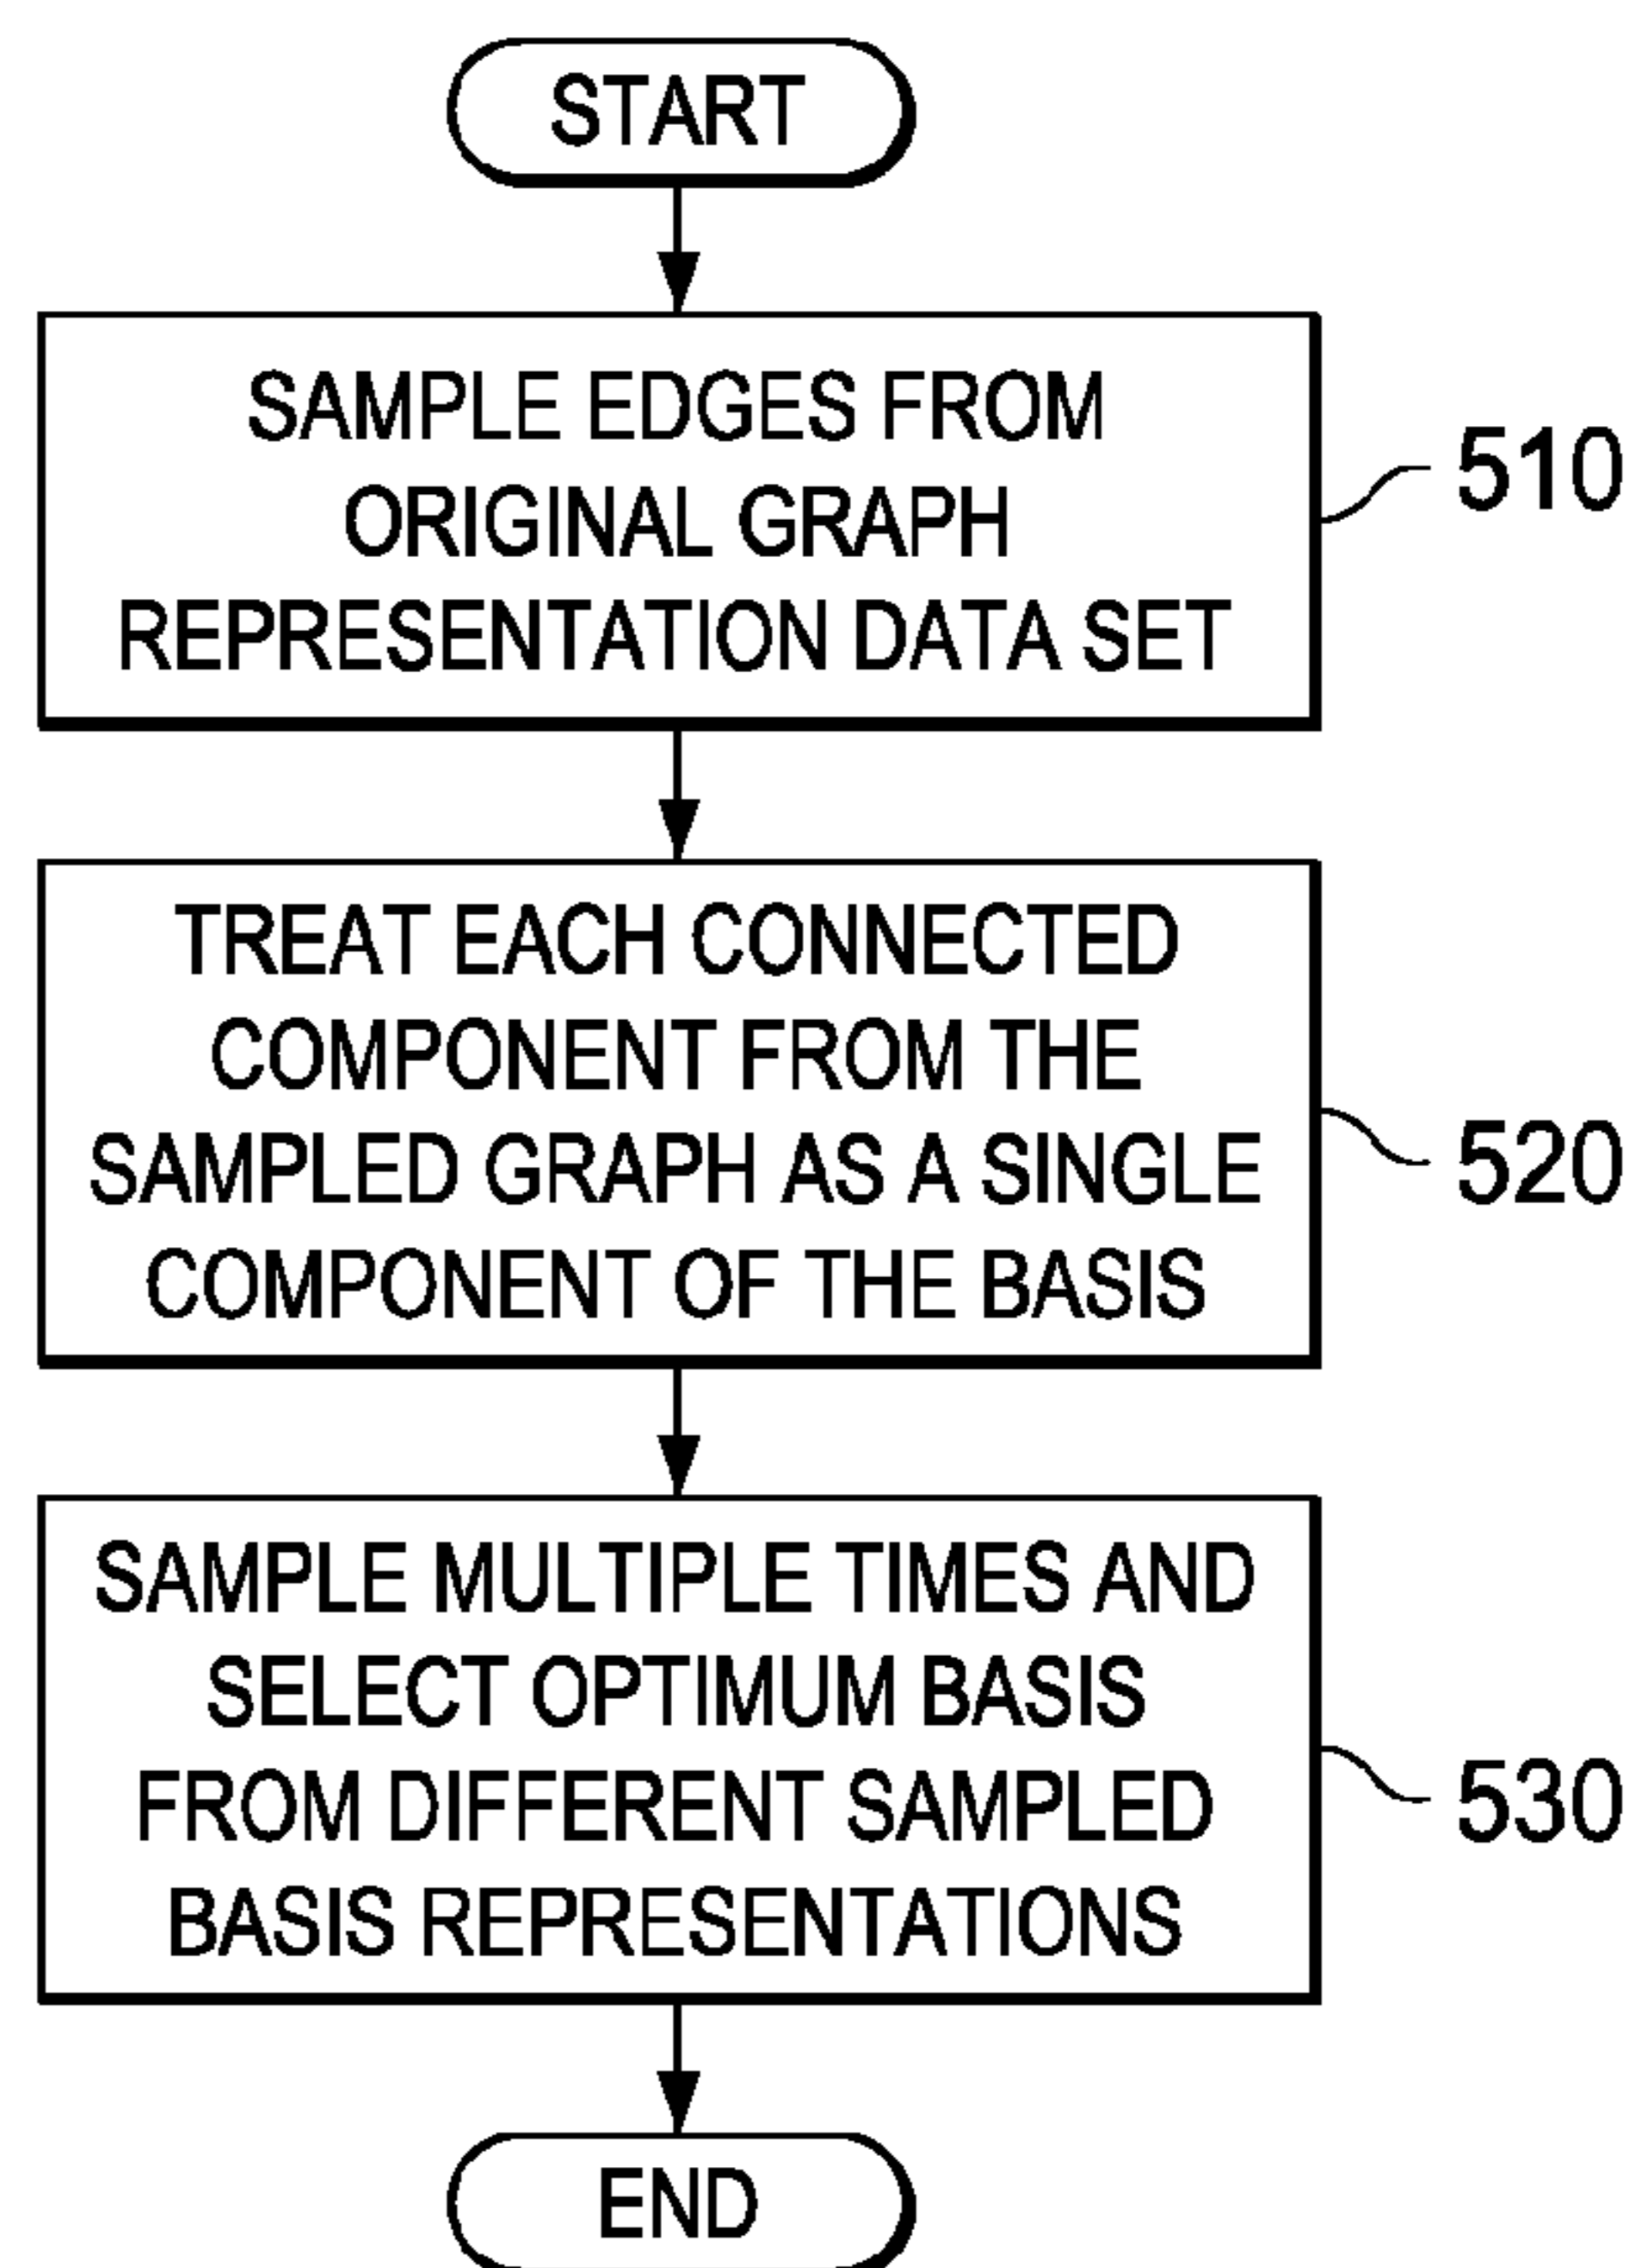 START
SAMPLE EDGES FROM
ORIGINAL GRAPH
REPRESENTATION DATA SET
510
TREAT EACH CONNECTED
COMPONENT FROM THE
SAMPLED GRAPH AS A SINGLE
COMPONENT OF THE BASIS
520
SAMPLE MULTIPLE TIMES AND
SELECT OPTIMUM BASIS
FROM DIFFERENT SAMPLED
BASIS REPRESENTATIONS
530
END